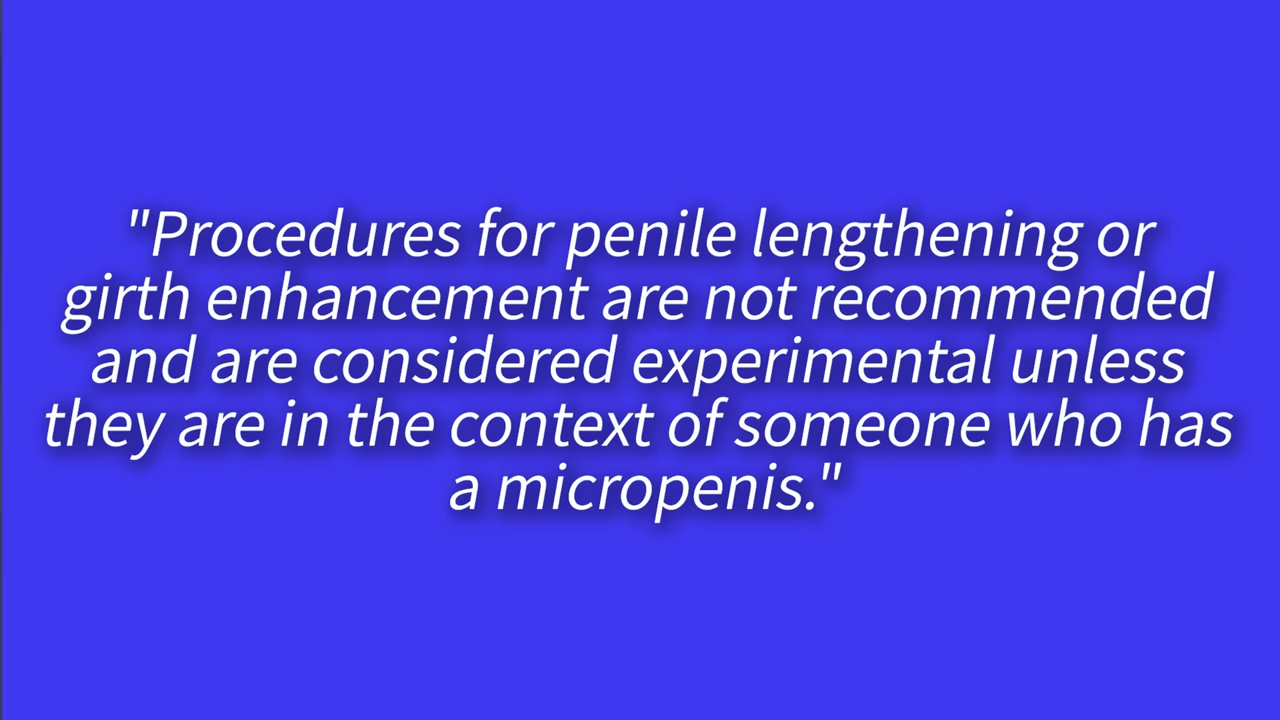 "Procedures for penile lengthening or
girth enhancement are not recommended
and are considered experimental unless
they are in the context of someone who has
a micropenis."